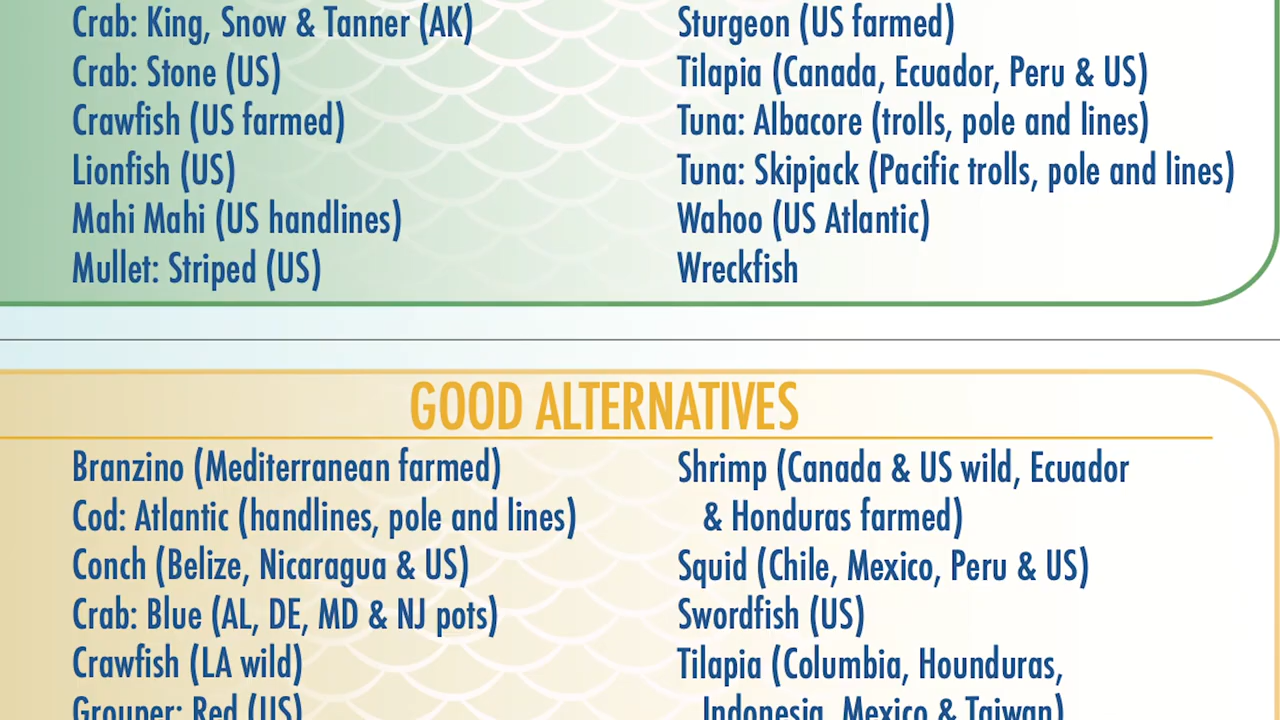 Crab: King, Snow & Tanner (AK)
Crab: Stone (US)
Crawfish (US farmed)
Lionfish (US)
Mahi Mahi (US handlines)
Mullet: Striped (US)
Sturgeon (US farmed)
Tilapia (Canada, Ecuador, Peru & US)
Tuna: Albacore (trolls, pole and lines)
Tuna: Skipjack (Pacific trolls, pole and lines)
Wahoo (US Atlantic)
Wreckfish
GOOD ALTERNATIVES
Branzino (Mediterranean farmed)
Cod: Atlantic (handlines, pole and lines)
Conch (Belize, Nicaragua & US)
Crab: Blue (AL, DE, MD & NJ pots)
Crawfish (LA wild)
Grouper: Red (US)
Shrimp (Canada & US wild, Ecuador
& Honduras farmed)
Squid (Chile, Mexico, Peru & US)
Swordfish (US)
Tilapia (Columbia, Hounduras,
Indonesia, Mexico & Taiwan)